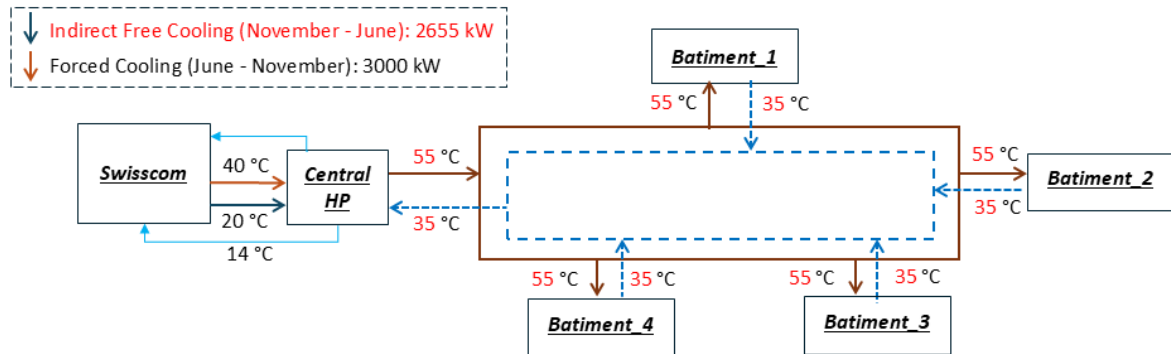 Indirect Free Cooling (November - June): 2655 kW
Forced Cooling (June - November): 3000 kW
Batiment_1
55 °C
35 °C
Swisscom
40 °C
20 °C
14 °C
Central
HP
55 °C
35 °C
55 °C
35 °C
Batiment_2
55 °C
35 °C
Batiment_4
55 °C
35 °C
Batiment_3